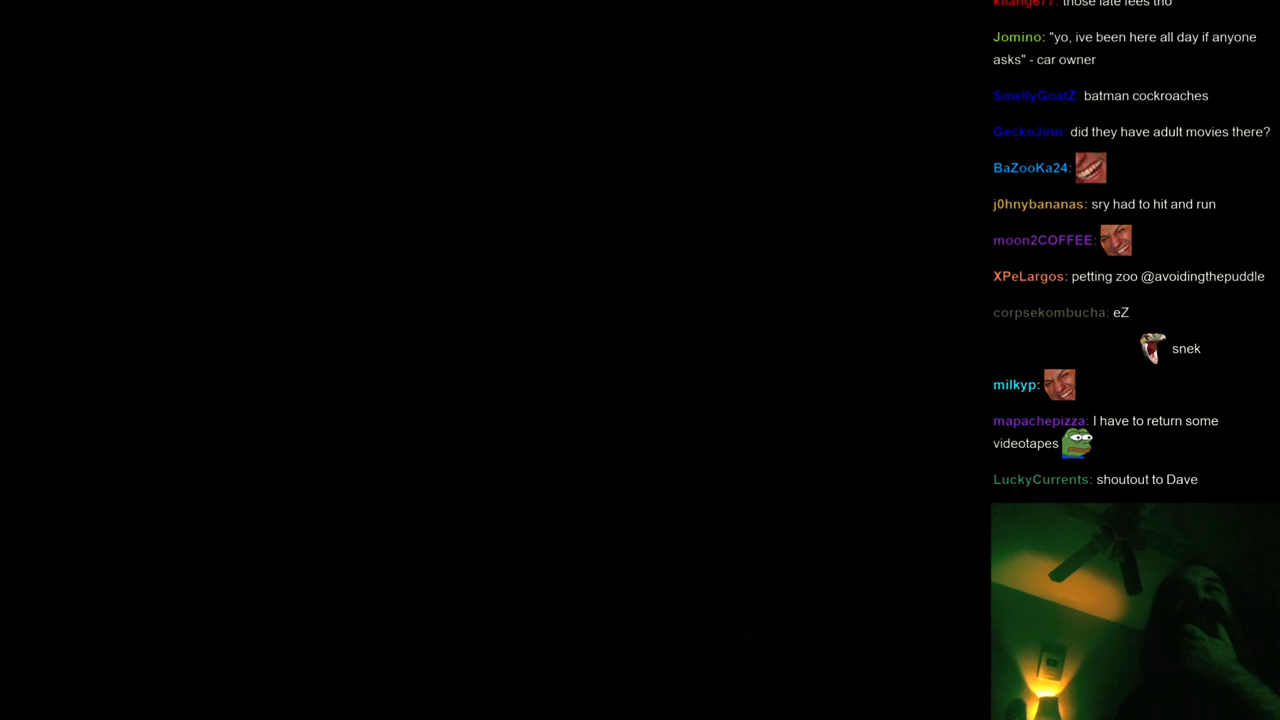 killang677: those late fees tho
Jomino: "yo, ive been here all day if anyone
asks" - car owner
SmellyGoatZ: batman cockroaches
GeckoJinn: did they have adult movies there?
BaZooKa24:
j0hnybananas: sry had to hit and run
moon2COFFEE:
XPeLargos: petting zoo @avoidingthepuddle
corpsekombucha: eZ
snek
milkyp:
mapachepizza: I have to return some
videotapes
LuckyCurrents: shoutout to Dave